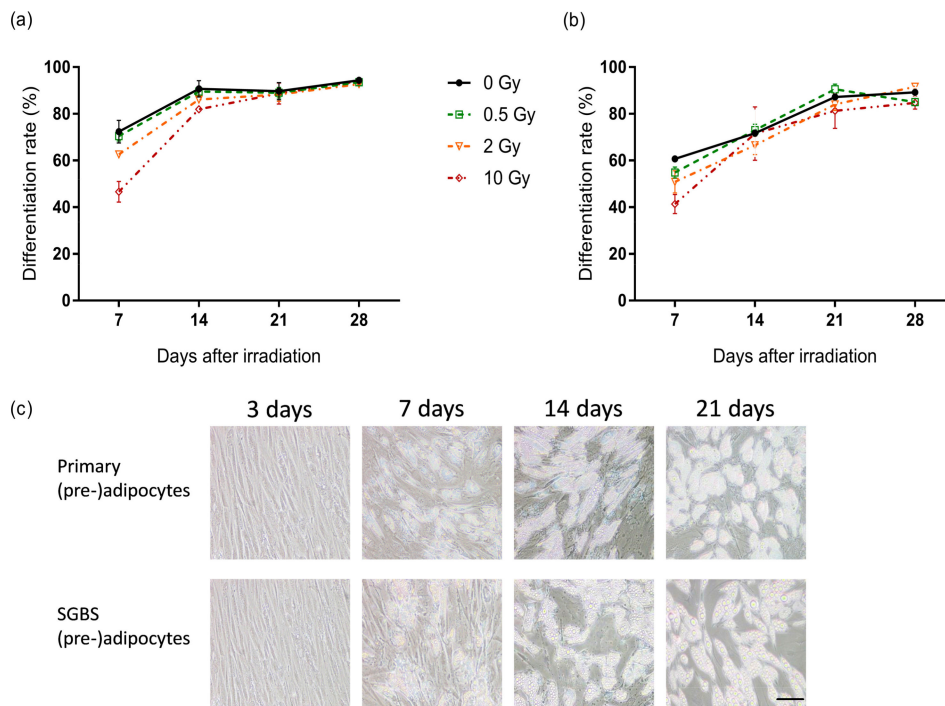 (a)
Differentiation rate (%)
100
80
60
40
20
0
7
14
21
28
Days after irradiation
0 Gy
0.5 Gy
2 Gy
10 Gy
(b)
Differentiation rate (%)
100
80
60
40
20
0
7
14
21
28
Days after irradiation
(c)
3 days
7 days
14 days
21 days
Primary
(pre-)adipocytes
SGBS
(pre-)adipocytes